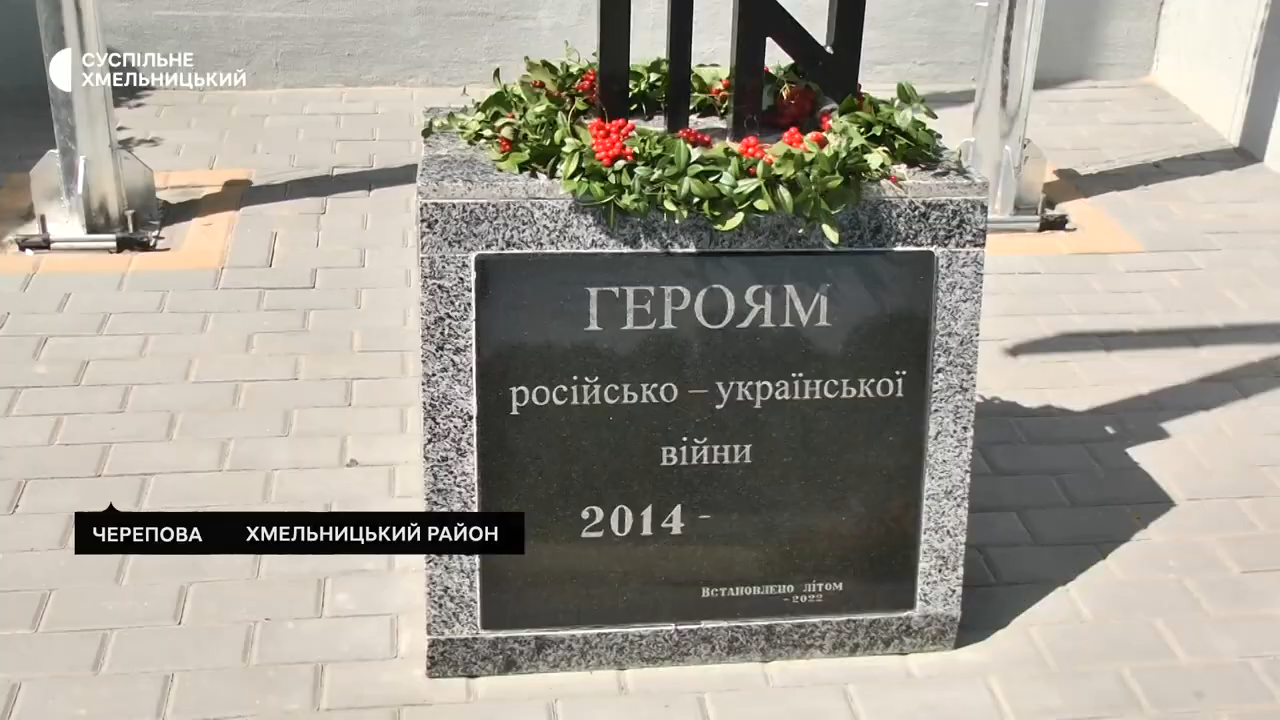 СУСПІЛЬНЕ
ХМЕЛЬНИЦЬКИЙ
ГЕРОЯМ
російсько – української
війни
2014 -
Встановлено літом
-2022
ЧЕРЕПОВА ХМЕЛЬНИЦЬКИЙ РАЙОН